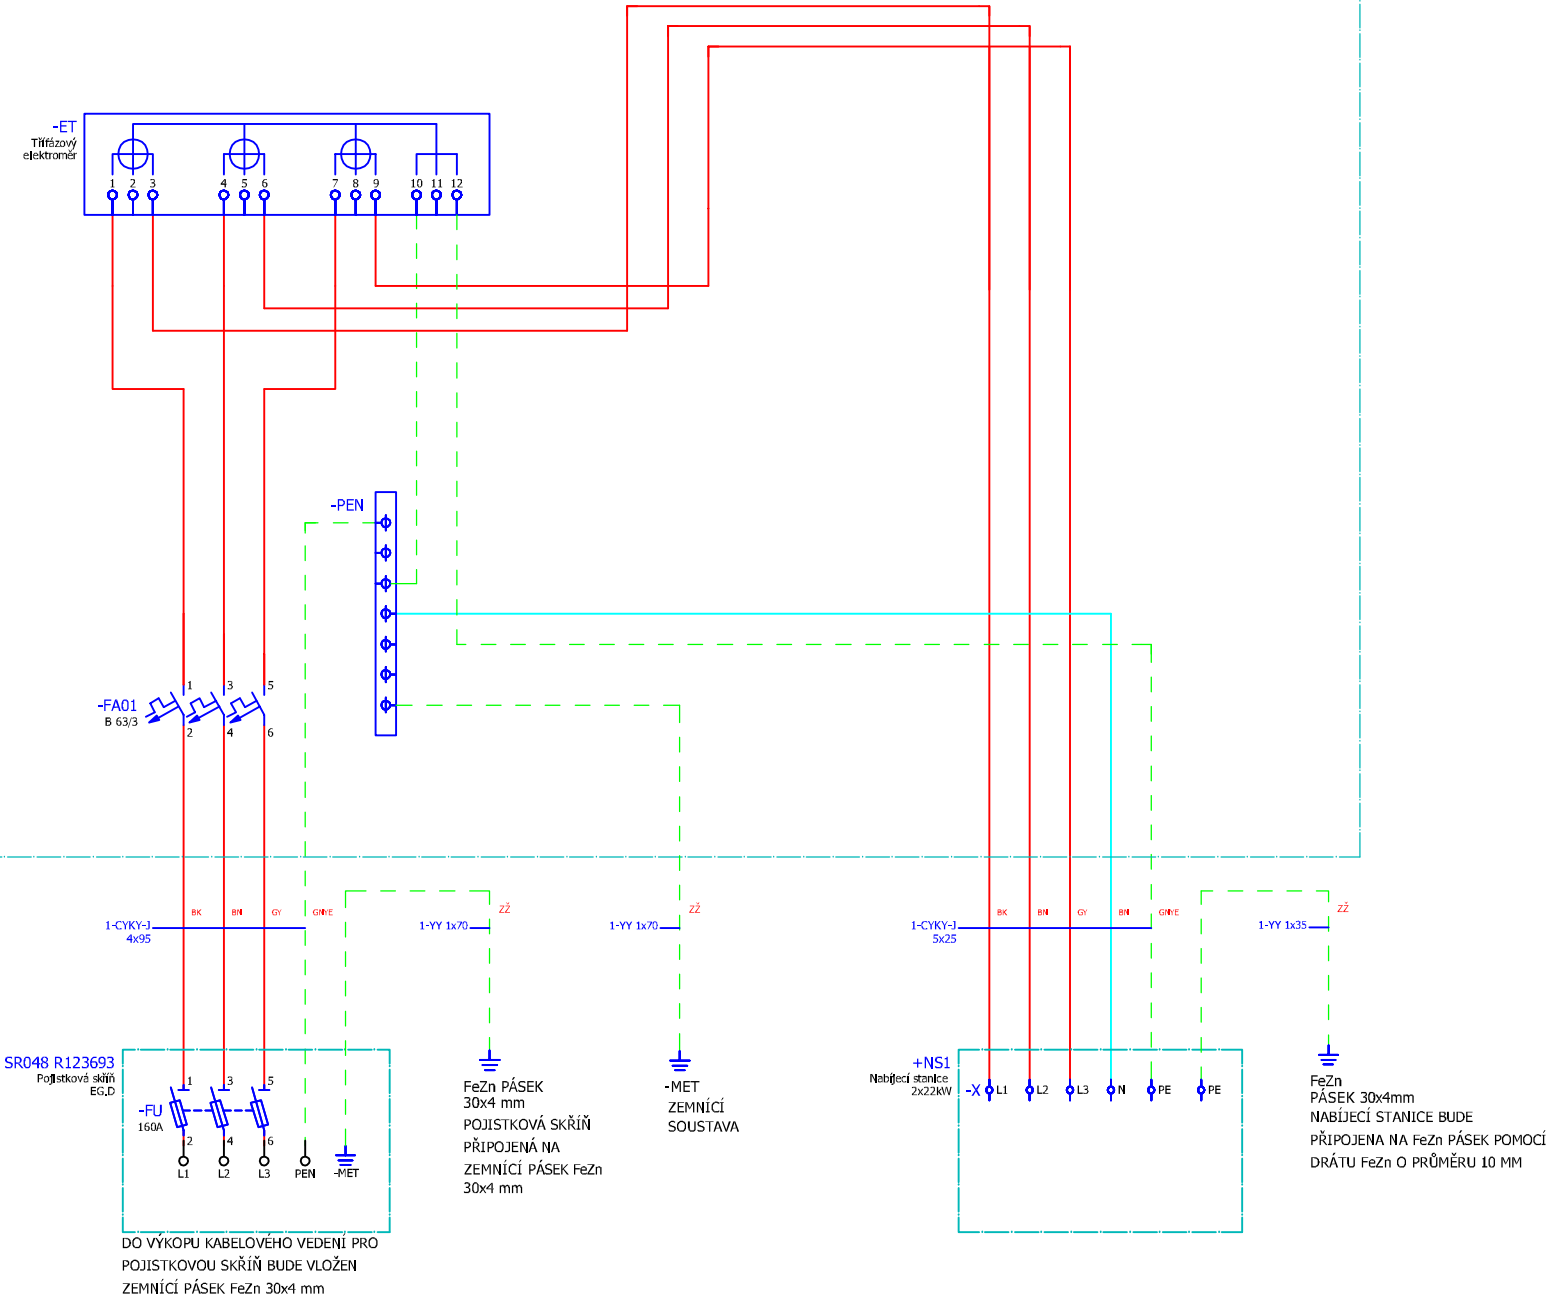 -ET
Třífázový
elektroměr
1 2 3 4 5 6 7 8 9 10 11 12
-PEN
-FA01
B 63/3
1 3 5
2 4 6
BK BN GY GNYE
1-CYKY-J
4x95
ZŽ
1-YY 1x70
ZŽ
1-YY 1x70
BK BN GY BN GNYE
1-CYKY-J
5x25
ZŽ
1-YY 1x35
SR048 R123693
Pojistková skříň
EG.D
-FU
160A
1 3 5
2 4 6
L1 L2 L3 PEN -MET
FeZn PÁSEK
30x4 mm
POJISTKOVÁ SKŘÍŇ
PŘIPOJENÁ NA
ZEMNÍCÍ PÁSEK FeZn
30x4 mm
-MET
ZEMNÍCÍ
SOUSTAVA
+NS1
Nabíjecí stanice
2x22kW
-X L1 L2 L3 N PE PE
FeZn
PÁSEK 30x4mm
NABÍJECÍ STANICE BUDE
PŘIPOJENA NA FeZn PÁSEK POMOCÍ
DRÁTU FeZn O PRŮMĚRU 10 MM
DO VÝKOPU KABELOVÉHO VEDENÍ PRO
POJISTKOVOU SKŘÍŇ BUDE VLOŽEN
ZEMNÍCÍ PÁSEK FeZn 30x4 mm